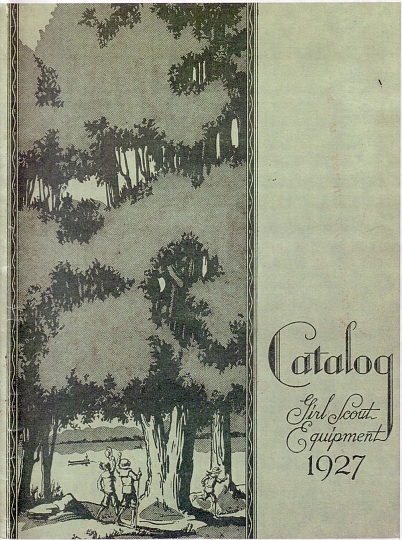 Catalog
Girl Scout
Equipment
1927